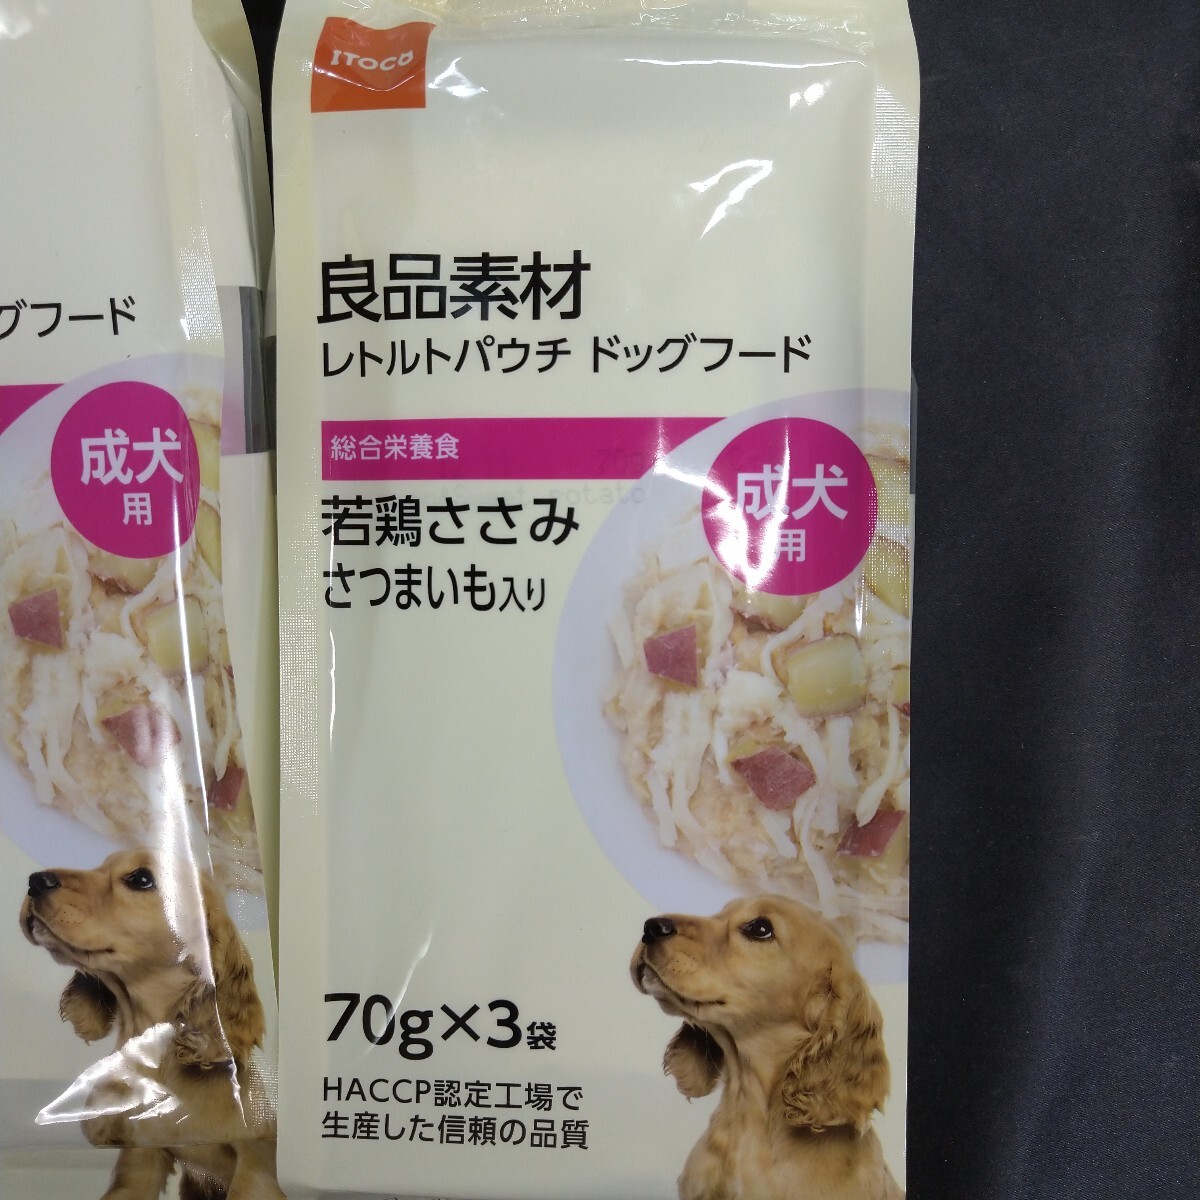 ITOCO
良品素材
レトルトパウチ ドッグフード
総合栄養食
成犬
用
若鶏ささみ
さつまいも入り
70g×3袋
HACCP認定工場で
生産した信頼の品質
グフード
成犬
用